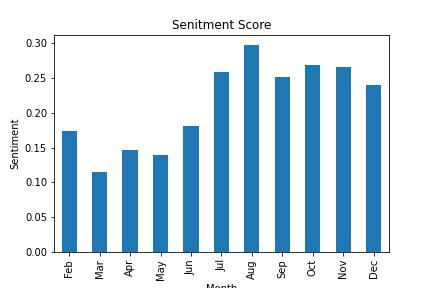 Senitment Score
0.30
0.25
0.20
0.15
0.10
0.05
0.00
Sentiment
Feb
Mar
Apr
May
Jun
Jul
Aug
Sep
Oct
Nov
Dec
Month